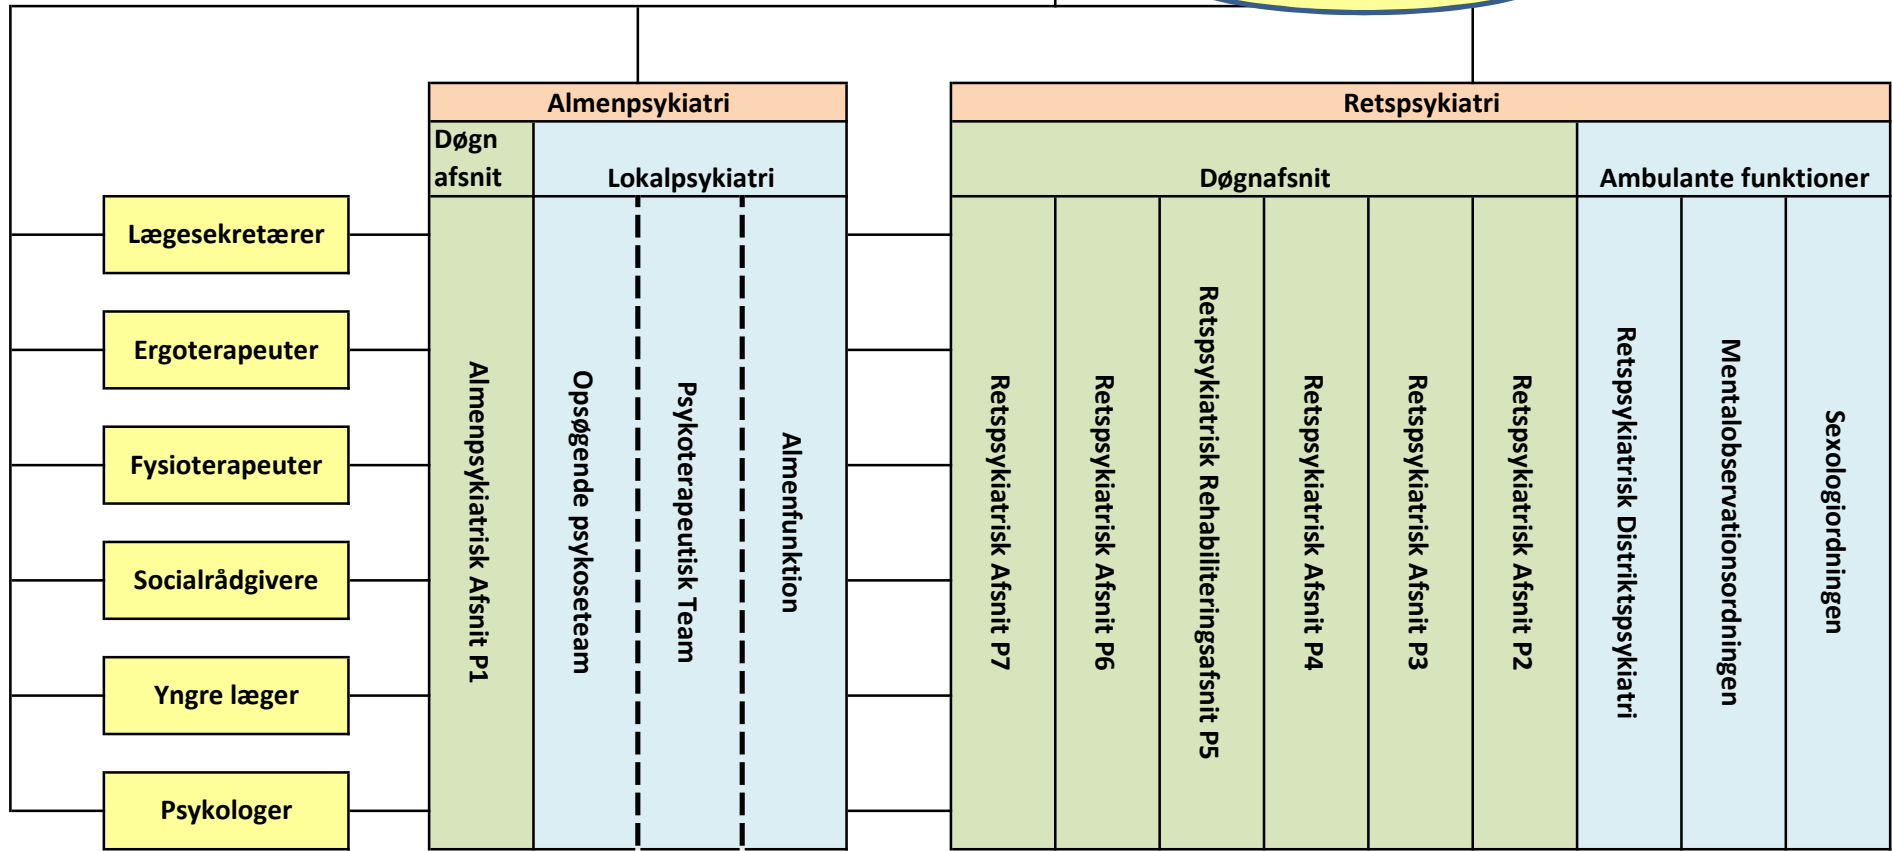 Almenpsykiatri
Retspsykiatri
Døgn
afsnit
Lokalpsykiatri
Døgnafsnit
Ambulante funktioner
Lægesekretærer
Ergoterapeuter
Fysioterapeuter
Socialrådgivere
Yngre læger
Psykologer
Almenpsykiatrisk Afsnit P1
Opsøgende psykoseteam
Psykoterapeutisk Team
Almenfunktion
Retspsykiatrisk Afsnit P7
Retspsykiatrisk Afsnit P6
Retspsykiatrisk Rehabiliteringsafsnit P5
Retspsykiatrisk Afsnit P4
Retspsykiatrisk Afsnit P3
Retspsykiatrisk Afsnit P2
Retspsykiatrisk Distriktspsykiatri
Mentalobservationsordningen
Sexologiordningen